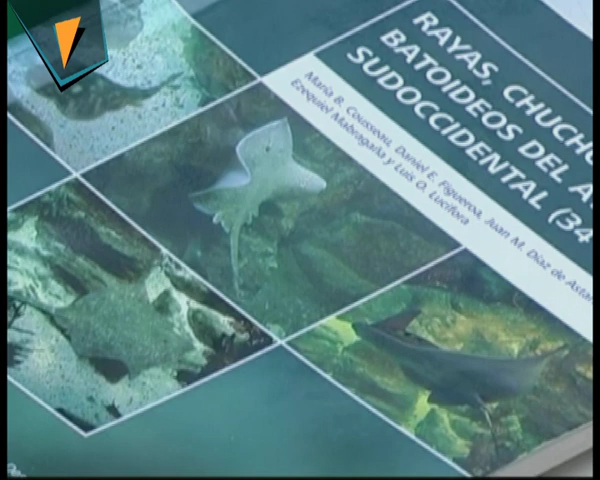 RAYAS, CHUCHO
BATOIDEOS DEL A
SUDOCCIDENTAL (34
María B. Cousseau, Daniel E. Figueroa, Juan M. Díaz de Astar
Ezequiel Mabragaña y Luis O. Lucifora